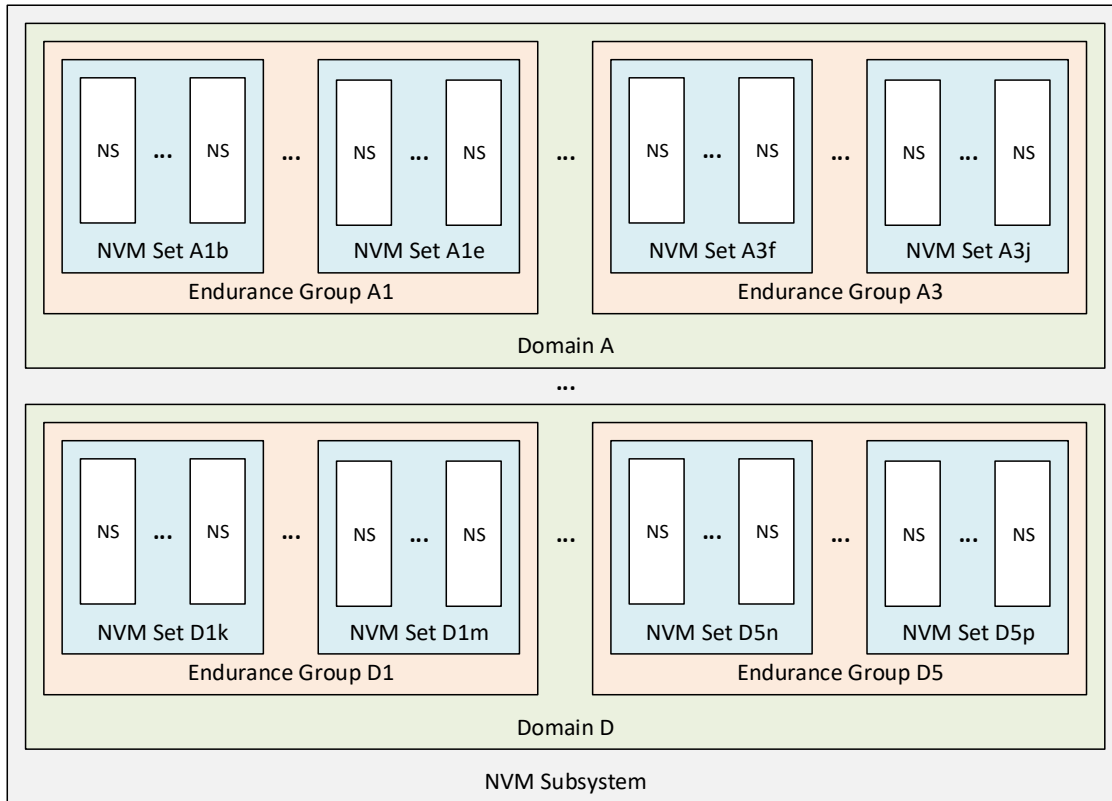 NS ... NS ... NS ... NS ... NS ... NS ... NS ... NS
NVM Set A1b NVM Set A1e NVM Set A3f NVM Set A3j
Endurance Group A1 Endurance Group A3
Domain A
...
NS ... NS ... NS ... NS ... NS ... NS ... NS ... NS
NVM Set D1k NVM Set D1m NVM Set D5n NVM Set D5p
Endurance Group D1 Endurance Group D5
Domain D
NVM Subsystem